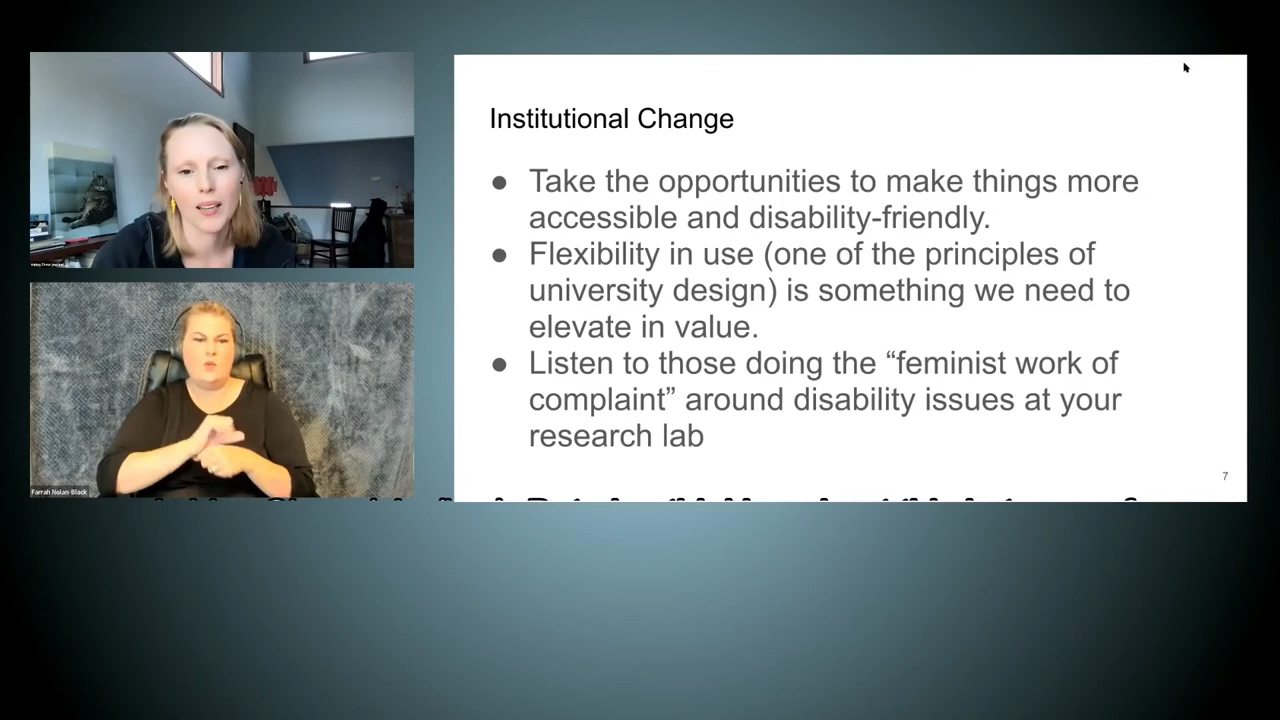 Institutional Change
● Take the opportunities to make things more
accessible and disability-friendly.
● Flexibility in use (one of the principles of
university design) is something we need to
elevate in value.
● Listen to those doing the “feminist work of
complaint” around disability issues at your
research lab
7
Farrah Nolan-Black